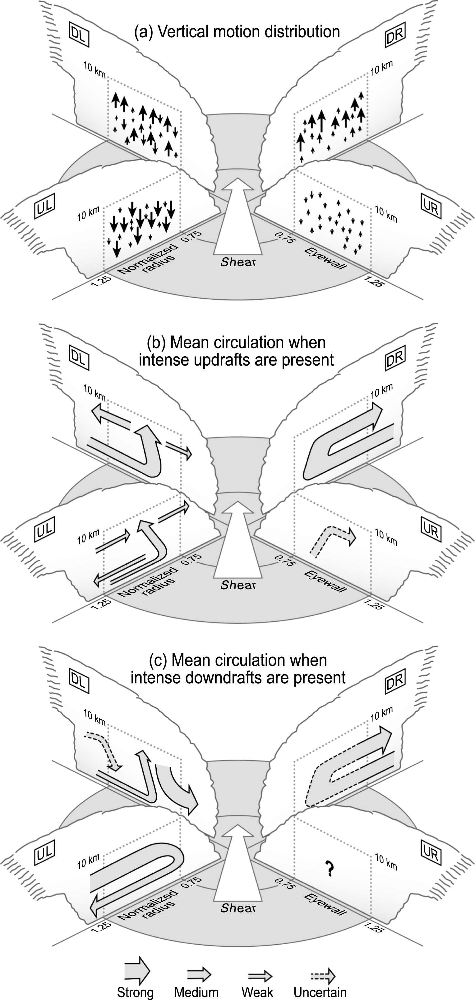 (a) Vertical motion distribution
DL
DR
10 km
10 km
UL
UR
10 km
10 km
0.75
0.75
Normalized
radius
Eyewall
Shear
1.25
1.25
(b) Mean circulation when
intense updrafts are present
DL
DR
10 km
10 km
UL
UR
10 km
10 km
0.75
0.75
Normalized
radius
Eyewall
Shear
1.25
1.25
(c) Mean circulation when
intense downdrafts are present
DL
DR
10 km
10 km
UL
UR
10 km
10 km
?
0.75
0.75
Normalized
radius
Eyewall
Shear
1.25
1.25
Strong
Medium
Weak
Uncertain